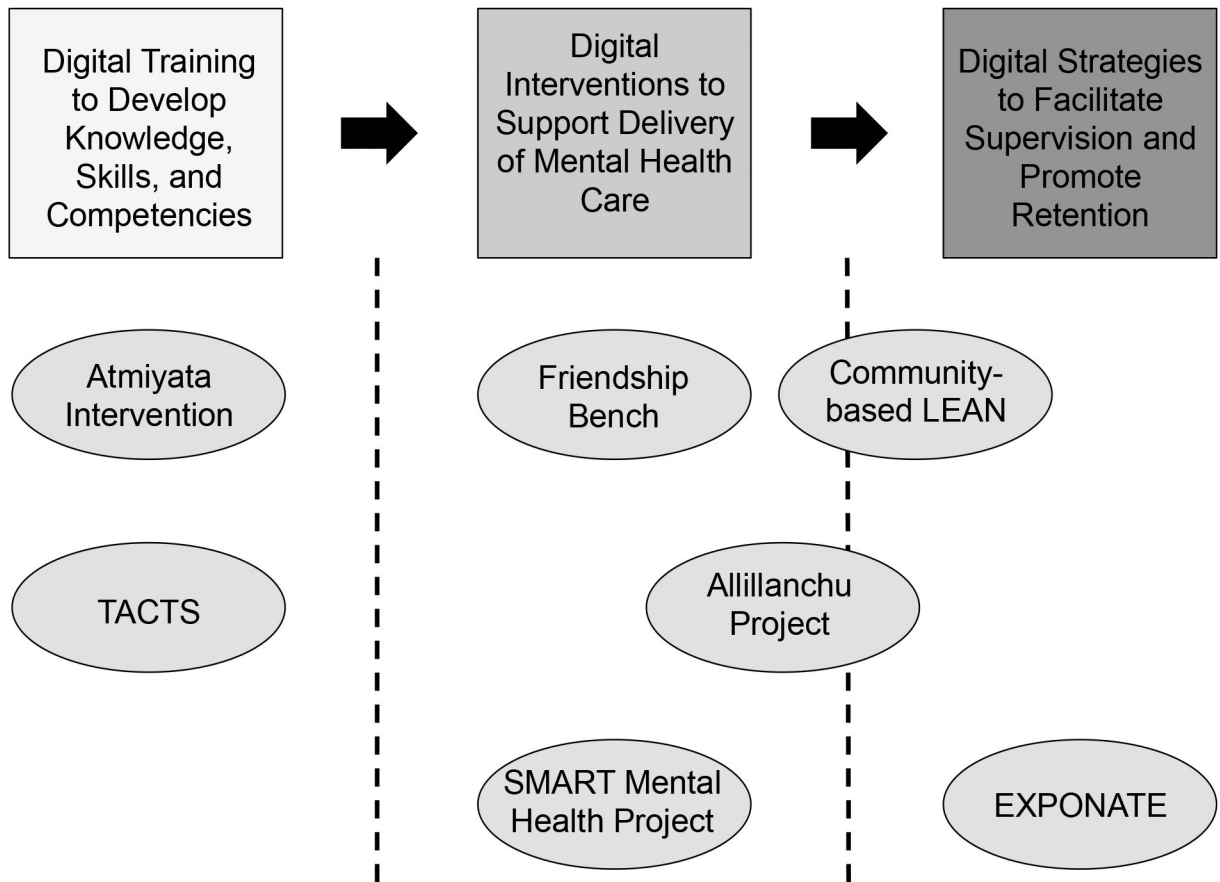 Digital Training
to Develop
Knowledge,
Skills, and
Competencies
Digital
Interventions to
Support Delivery
of Mental Health
Care
Digital Strategies
to Facilitate
Supervision and
Promote
Retention
Atmiyata
Intervention
Friendship
Bench
Community-
based LEAN
TACTS
Allillanchu
Project
SMART Mental
Health Project
EXPONATE